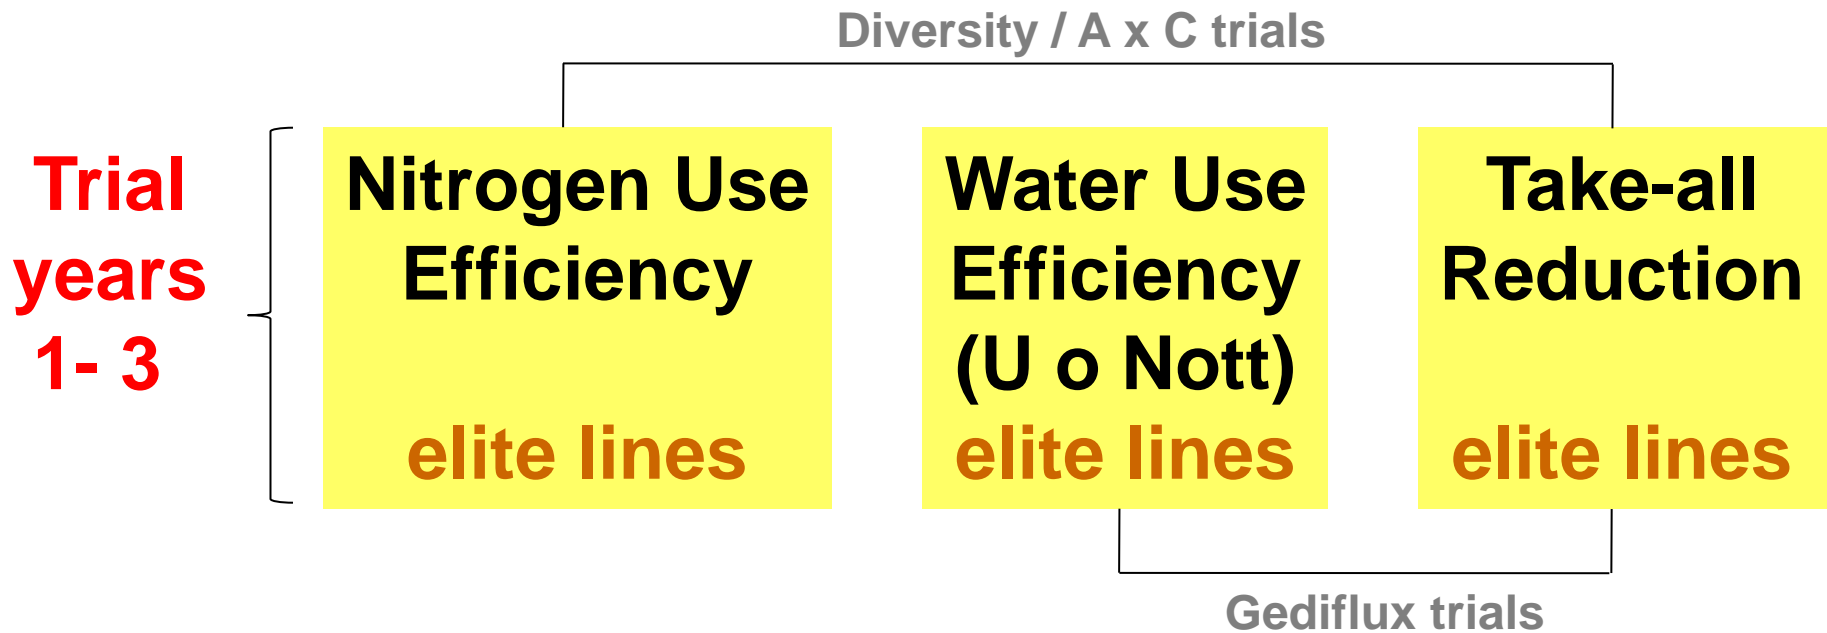 Diversity / A x C trials
Trial
years
1- 3
Nitrogen Use
Efficiency
elite lines
Water Use
Efficiency
(U o Nott)
elite lines
Take-all
Reduction
elite lines
Gediflux trials